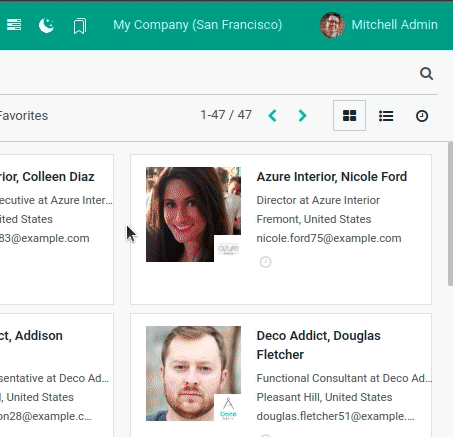 My Company (San Francisco) Mitchell Admin
Favorites 1-47 / 47
rior, Colleen Diaz
ecutive at Azure Inter...
ited States
83@example.com
Azure Interior, Nicole Ford
Director at Azure Interior
Fremont, United States
nicole.ford75@example.com
azure
ct, Addison
sentative at Deco Ad...
l, United States
on28@example.c...
Deco Addict, Douglas
Fletcher
Functional Consultant at Deco Ad...
Pleasant Hill, United States
douglas.fletcher51@example....
Deco